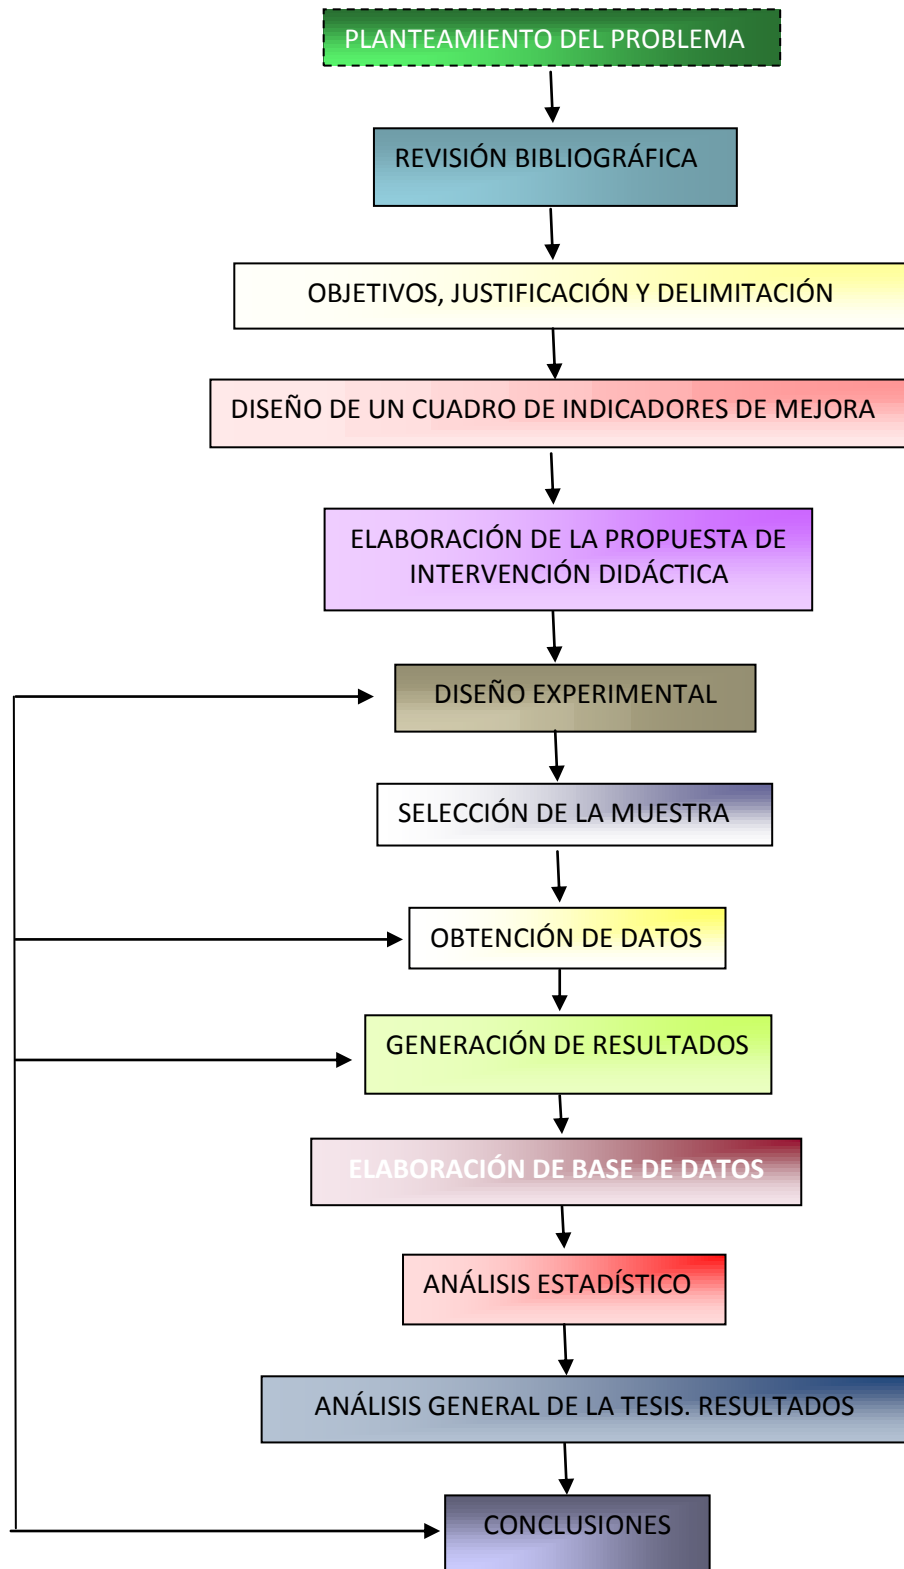 PLANTEAMIENTO DEL PROBLEMA
REVISIÓN BIBLIOGRÁFICA
OBJETIVOS, JUSTIFICACIÓN Y DELIMITACIÓN
DISEÑO DE UN CUADRO DE INDICADORES DE MEJORA
ELABORACIÓN DE LA PROPUESTA DE
INTERVENCIÓN DIDÁCTICA
DISEÑO EXPERIMENTAL
SELECCIÓN DE LA MUESTRA
OBTENCIÓN DE DATOS
GENERACIÓN DE RESULTADOS
ELABORACIÓN DE BASE DE DATOS
ANÁLISIS ESTADÍSTICO
ANÁLISIS GENERAL DE LA TESIS. RESULTADOS
CONCLUSIONES